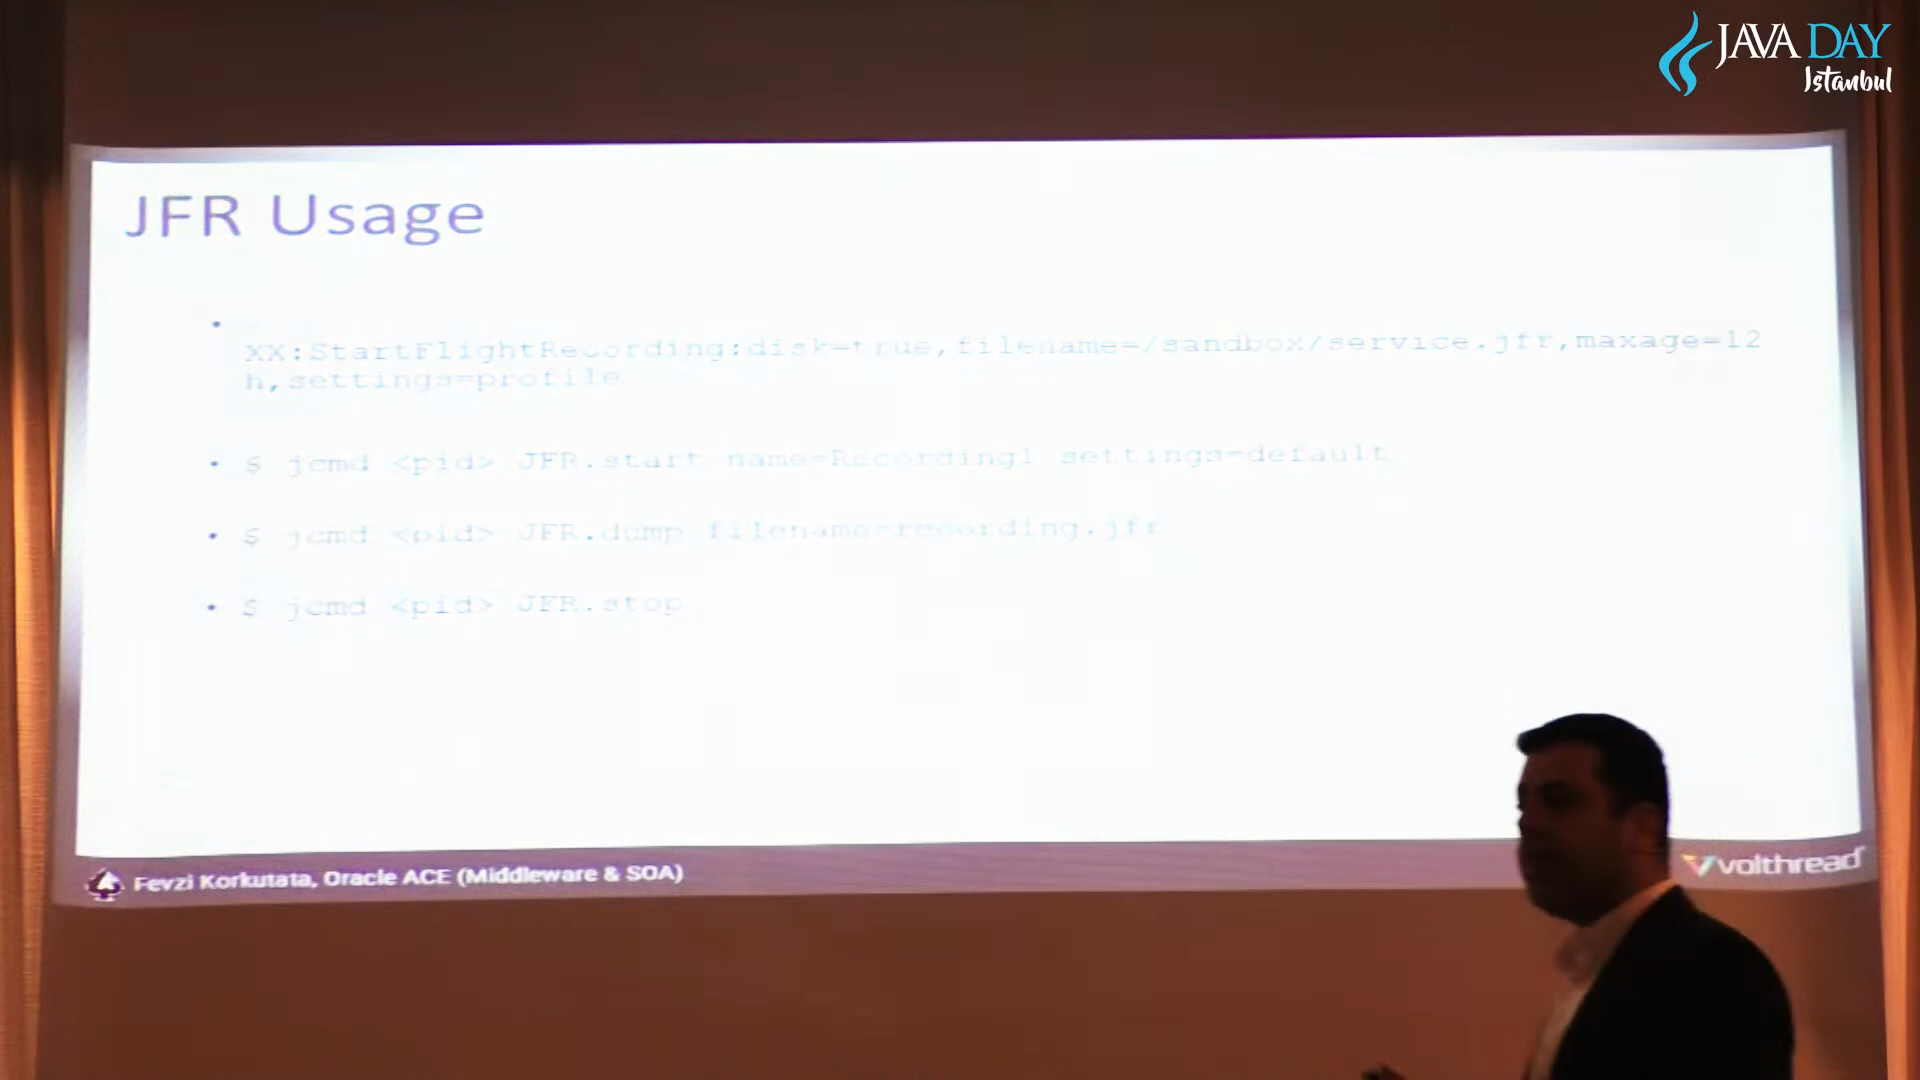 JAVA DAY
Istanbul
JFR Usage
•
XX:StartFlightRecording:disk=true,filename=/sandbox/service.jfr,maxage=12
h,settings=profile
• $ jcmd <pid> JFR.start name=Recording1 settings=default
• $ jcmd <pid> JFR.dump filename=recording.jfr
• $ jcmd <pid> JFR.stop
Fevzi Korkutata, Oracle ACE (Middleware & SOA)
volthread